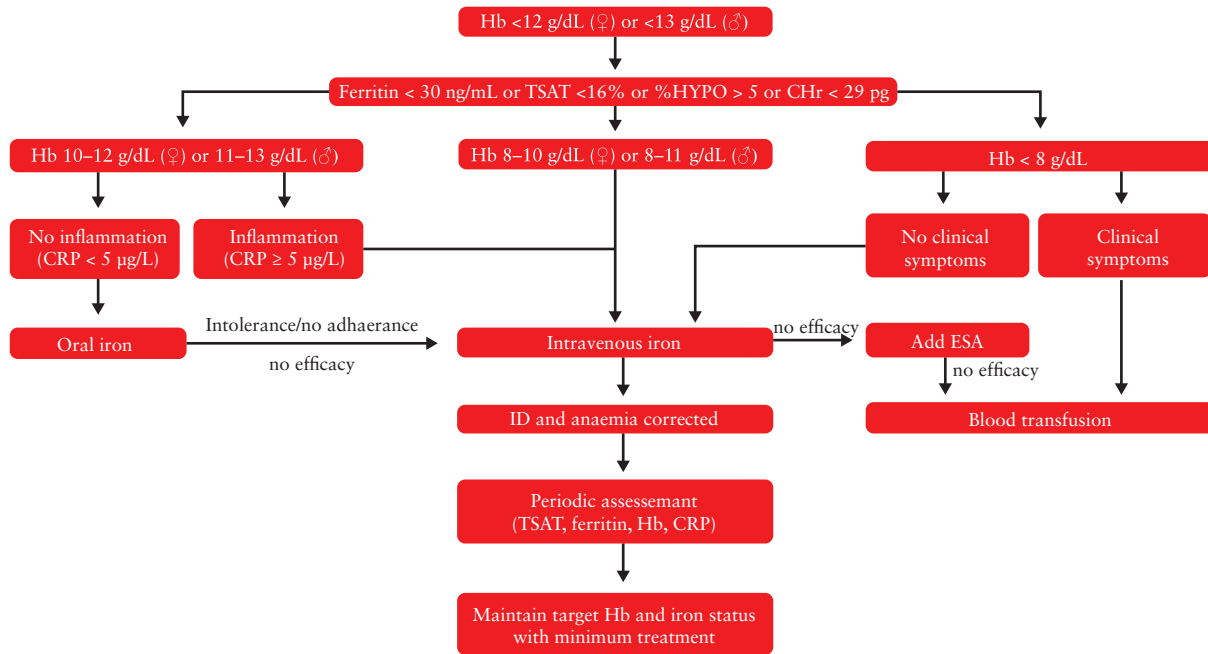 Hb <12 g/dL (♀) or <13 g/dL (♂)
Ferritin < 30 ng/mL or TSAT <16% or %HYPO > 5 or CHr < 29 pg
Hb 10–12 g/dL (♀) or 11–13 g/dL (♂)
Hb 8–10 g/dL (♀) or 8–11 g/dL (♂)
Hb < 8 g/dL
No inflammation
(CRP < 5 µg/L)
Inflammation
(CRP ≥ 5 µg/L)
No clinical
symptoms
Clinical
symptoms
Oral iron
Intolerance/no adhaerance
no efficacy
Intravenous iron
no efficacy
Add ESA
no efficacy
ID and anaemia corrected
Blood transfusion
Periodic assessemant
(TSAT, ferritin, Hb, CRP)
Maintain target Hb and iron status
with minimum treatment